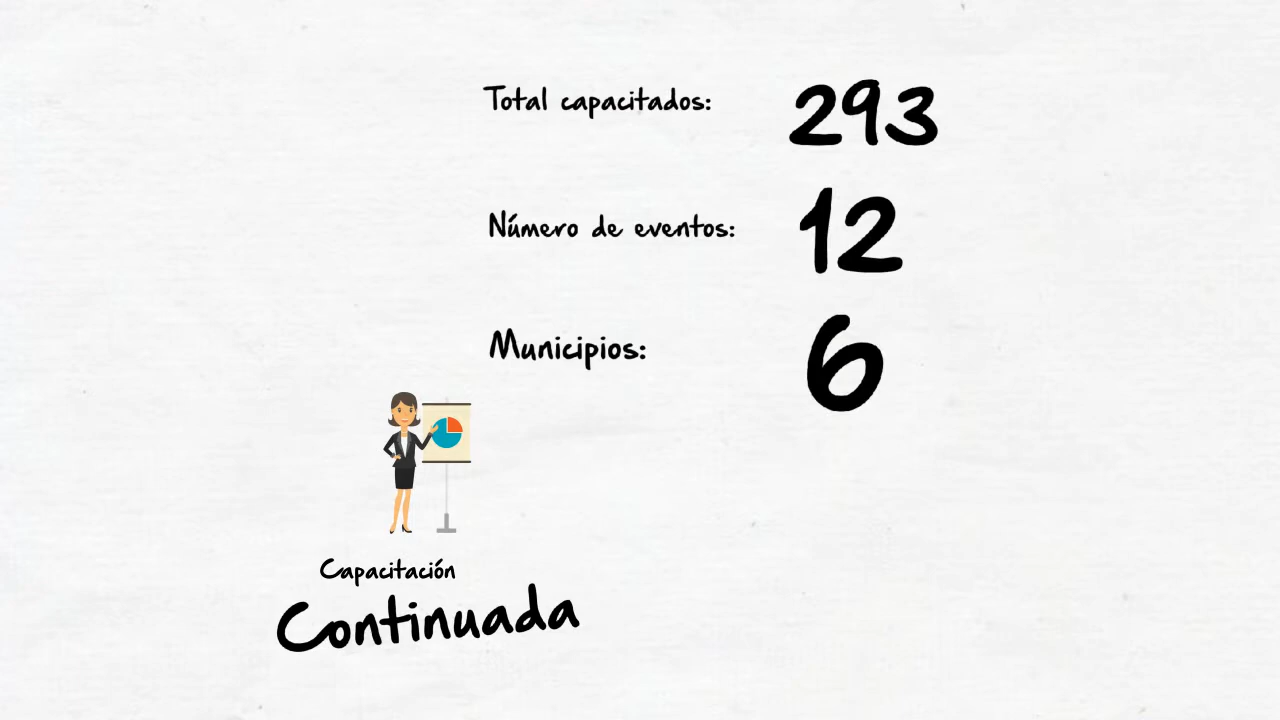 Total capacitados: 293
Número de eventos: 12
Municipios: 6
Capacitación
Continuada